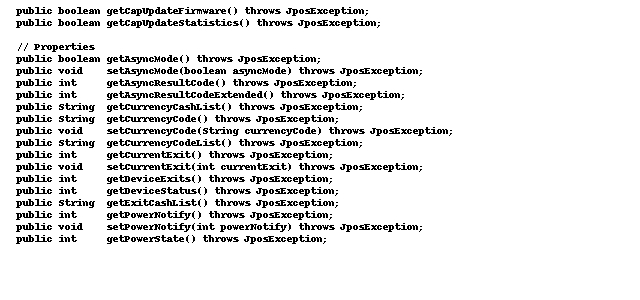 public boolean getCapUpdateFirmware() throws JposException;
public boolean getCapUpdateStatistics() throws JposException;

// Properties
public boolean getAsyncMode() throws JposException;
public void    setAsyncMode(boolean asyncMode) throws JposException;
public int     getAsyncResultCode() throws JposException;
public int     getAsyncResultCodeExtended() throws JposException;
public String  getCurrencyCashList() throws JposException;
public String  getCurrencyCode() throws JposException;
public void    setCurrencyCode(String currencyCode) throws JposException;
public String  getCurrencyCodeList() throws JposException;
public int     getCurrentExit() throws JposException;
public void    setCurrentExit(int currentExit) throws JposException;
public int     getDeviceExits() throws JposException;
public int     getDeviceStatus() throws JposException;
public String  getExitCashList() throws JposException;
public int     getPowerNotify() throws JposException;
public void    setPowerNotify(int powerNotify) throws JposException;
public int     getPowerState() throws JposException;